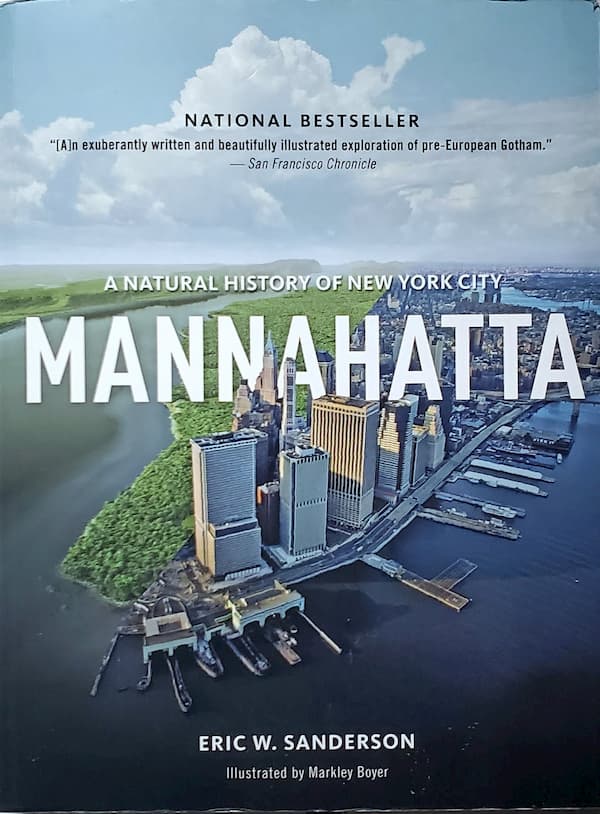 NATIONAL BESTSELLER
“[A]n exuberantly written and beautifully illustrated exploration of pre-European Gotham.”
— San Francisco Chronicle
A NATURAL HISTORY OF NEW YORK CITY
MANNAHATTA
ERIC W. SANDERSON
Illustrated by Markley Boyer